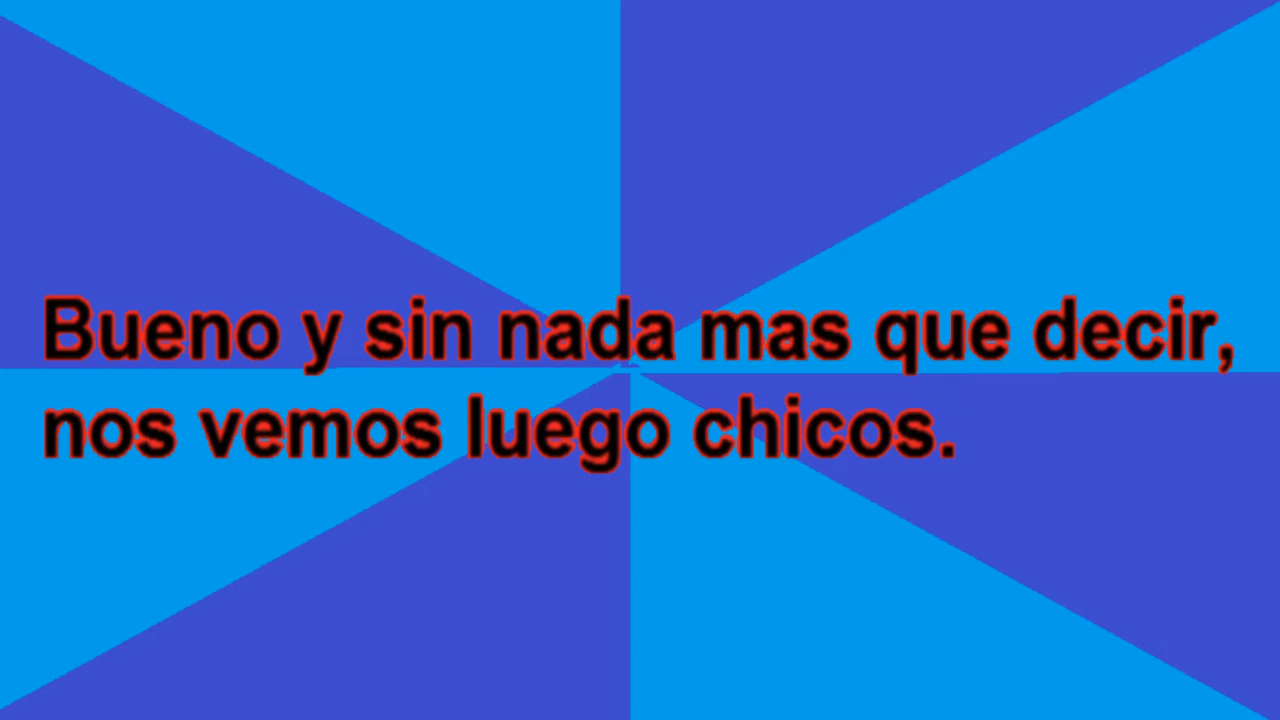 Bueno y sin nada mas que decir,
nos vemos luego chicos.